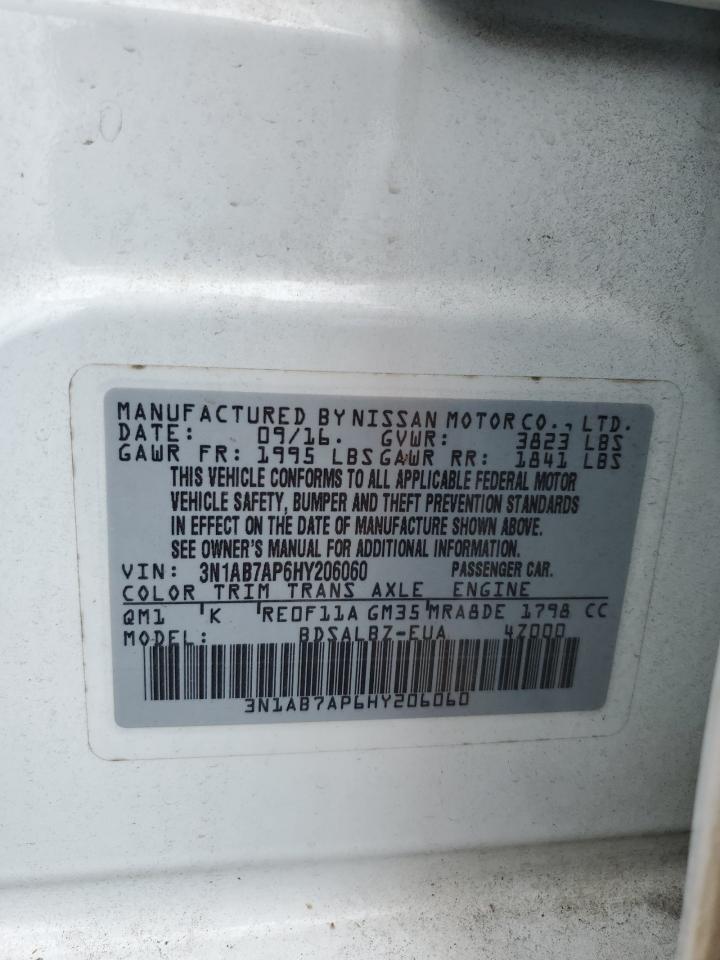 MANUFACTURED BY NISSAN MOTOR CO., LTD.
DATE: 09/16. GVWR: 3823 LBS
GAWR FR: 1995 LBS GAWR RR: 1841 LBS
THIS VEHICLE CONFORMS TO ALL APPLICABLE FEDERAL MOTOR
VEHICLE SAFETY, BUMPER AND THEFT PREVENTION STANDARDS
IN EFFECT ON THE DATE OF MANUFACTURE SHOWN ABOVE.
SEE OWNER'S MANUAL FOR ADDITIONAL INFORMATION.
VIN: 3N1AB7AP6HY206060 PASSENGER CAR.
COLOR TRIM TRANS AXLE ENGINE
QM1 K RE0F11A GM35 MRA8DE 1798 CC
MODEL: BDSALBZ-EUA 4Z000
3N1AB7AP6HY206060